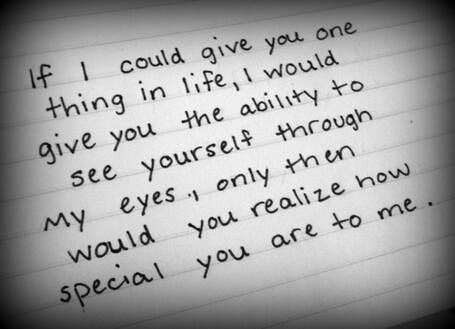 If I could give you one
thing in life, I would
give you the ability to
see yourself through
my eyes., only then
would you realize how
special you are to me.